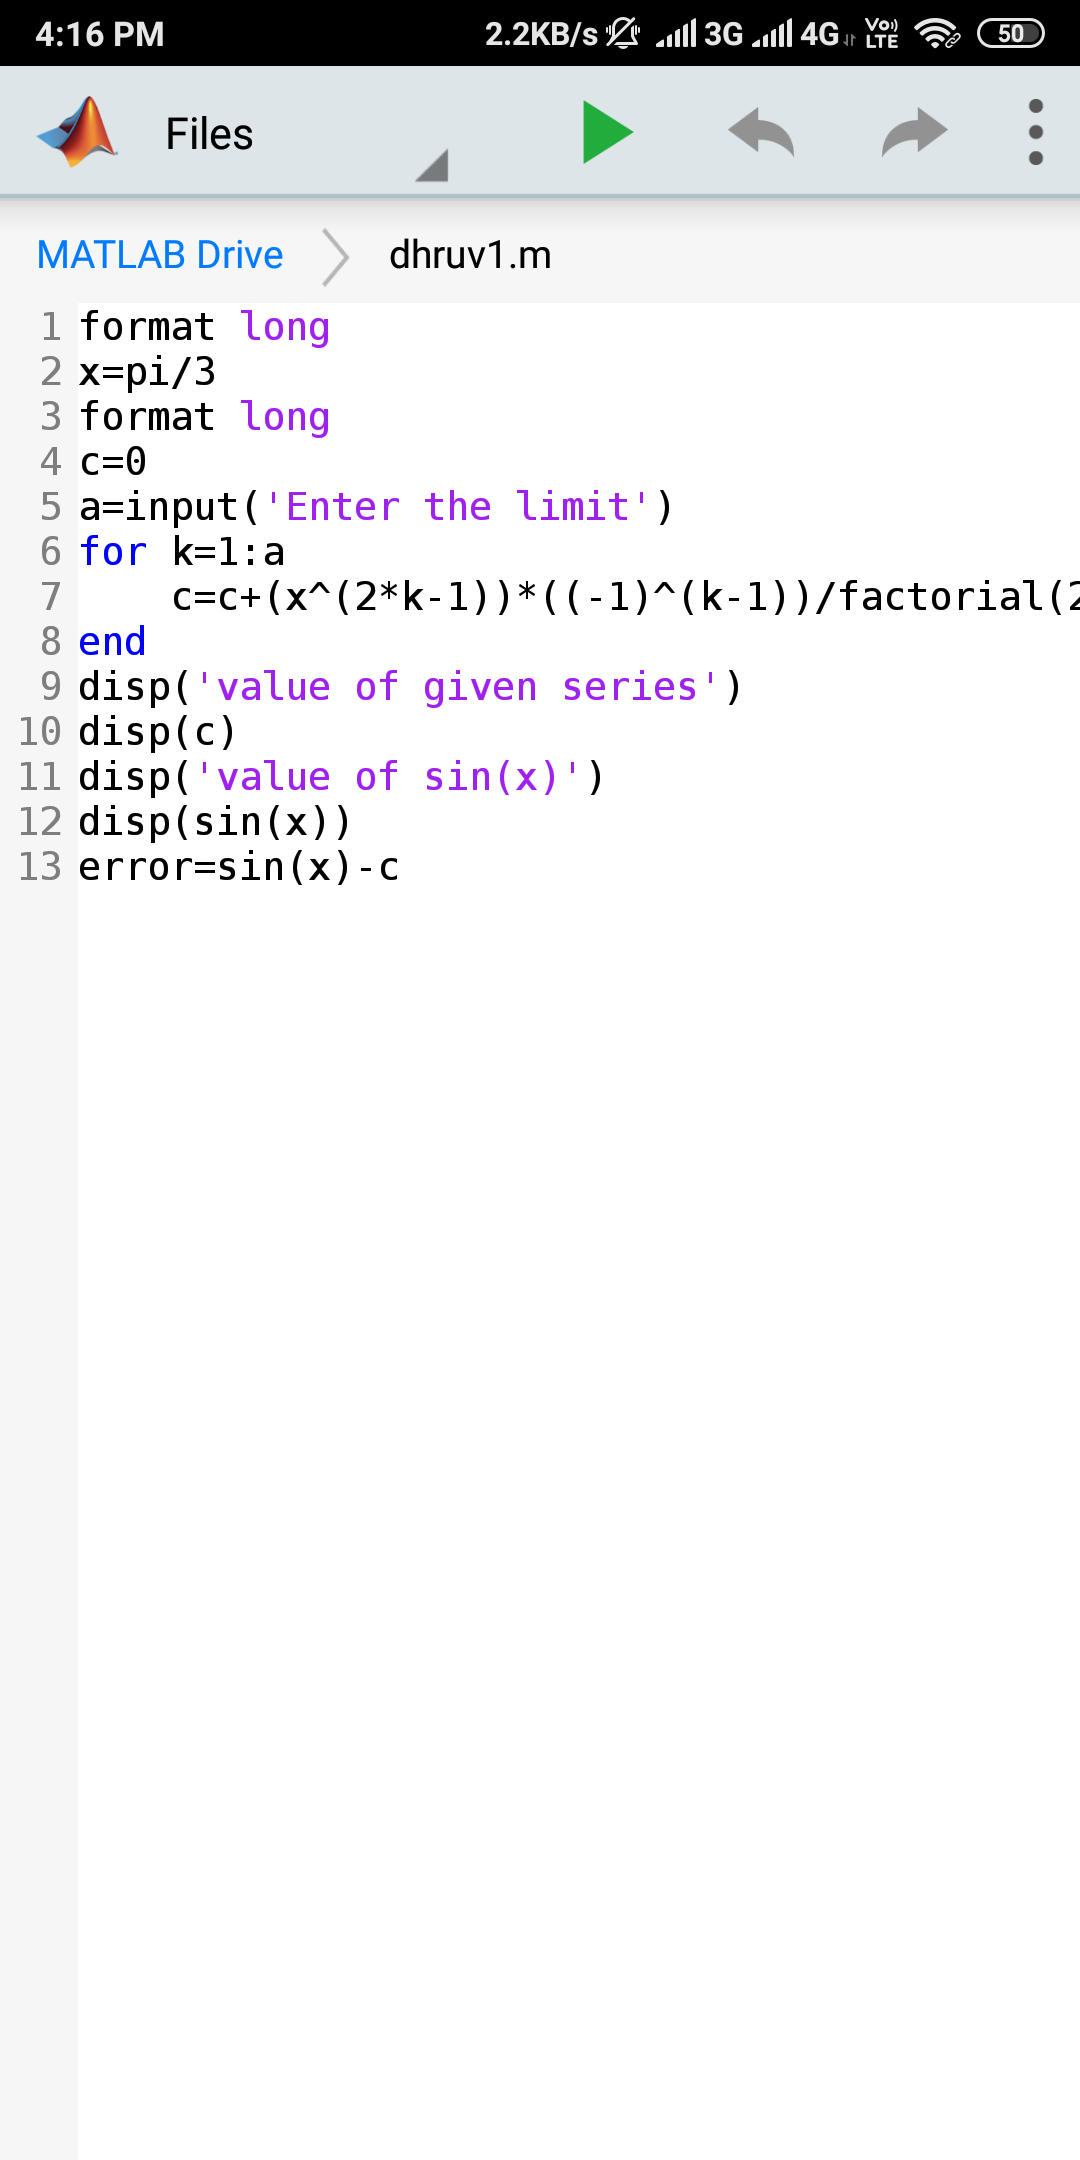 4:16 PM 2.2KB/s 3G 4G VoLTE 50
Files
MATLAB Drive dhruv1.m
1 format long
2 x=pi/3
3 format long
4 c=0
5 a=input('Enter the limit')
6 for k=1:a
7     c=c+(x^(2*k-1))*((-1)^(k-1))/factorial(2
8 end
9 disp('value of given series')
10 disp(c)
11 disp('value of sin(x)')
12 disp(sin(x))
13 error=sin(x)-c